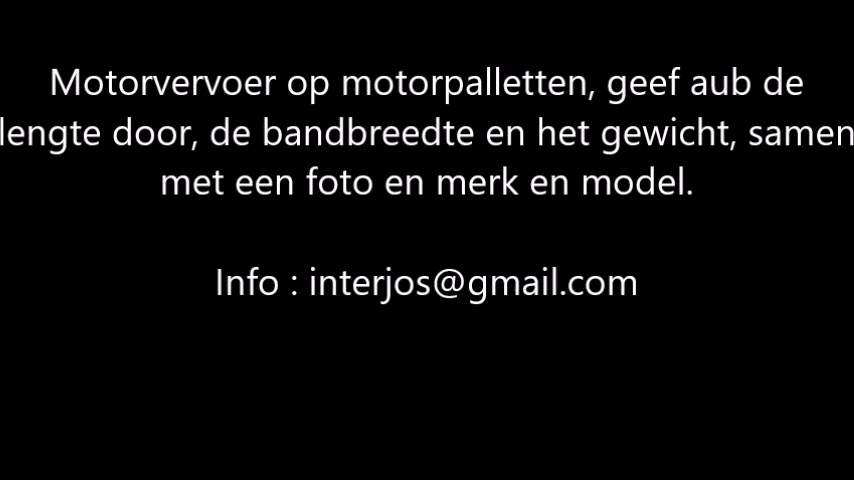 Motorvervoer op motorpalletten, geef aub de
lengte door, de bandbreedte en het gewicht, samen
met een foto en merk en model.
Info : interjos@gmail.com